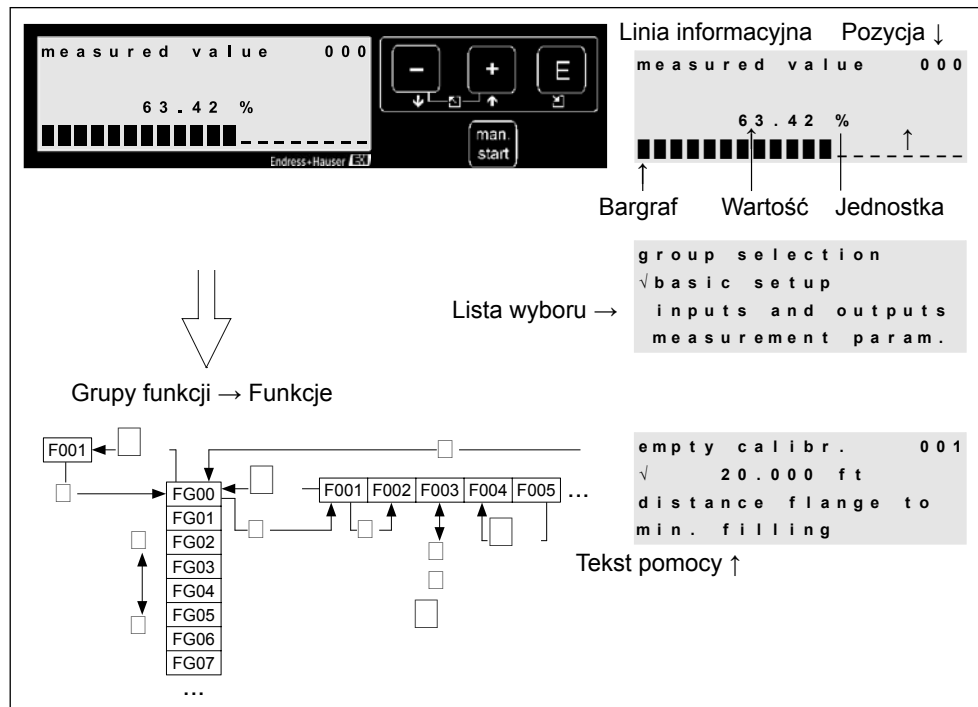 measured value 000
63.42 %
Endress+Hauser EH
− + E
man.
start
Linia informacyjna Pozycja ↓
measured value 000
63.42 %
Bargraf Wartość Jednostka
group selection
√basic setup
inputs and outputs
measurement param.
Lista wyboru →
Grupy funkcji → Funkcje
empty calibr. 001
√ 20.000 ft
distance flange to
min. filling
Tekst pomocy ↑
F001
FG00
FG01
FG02
FG03
FG04
FG05
FG06
FG07
...
F001 F002 F003 F004 F005 ...